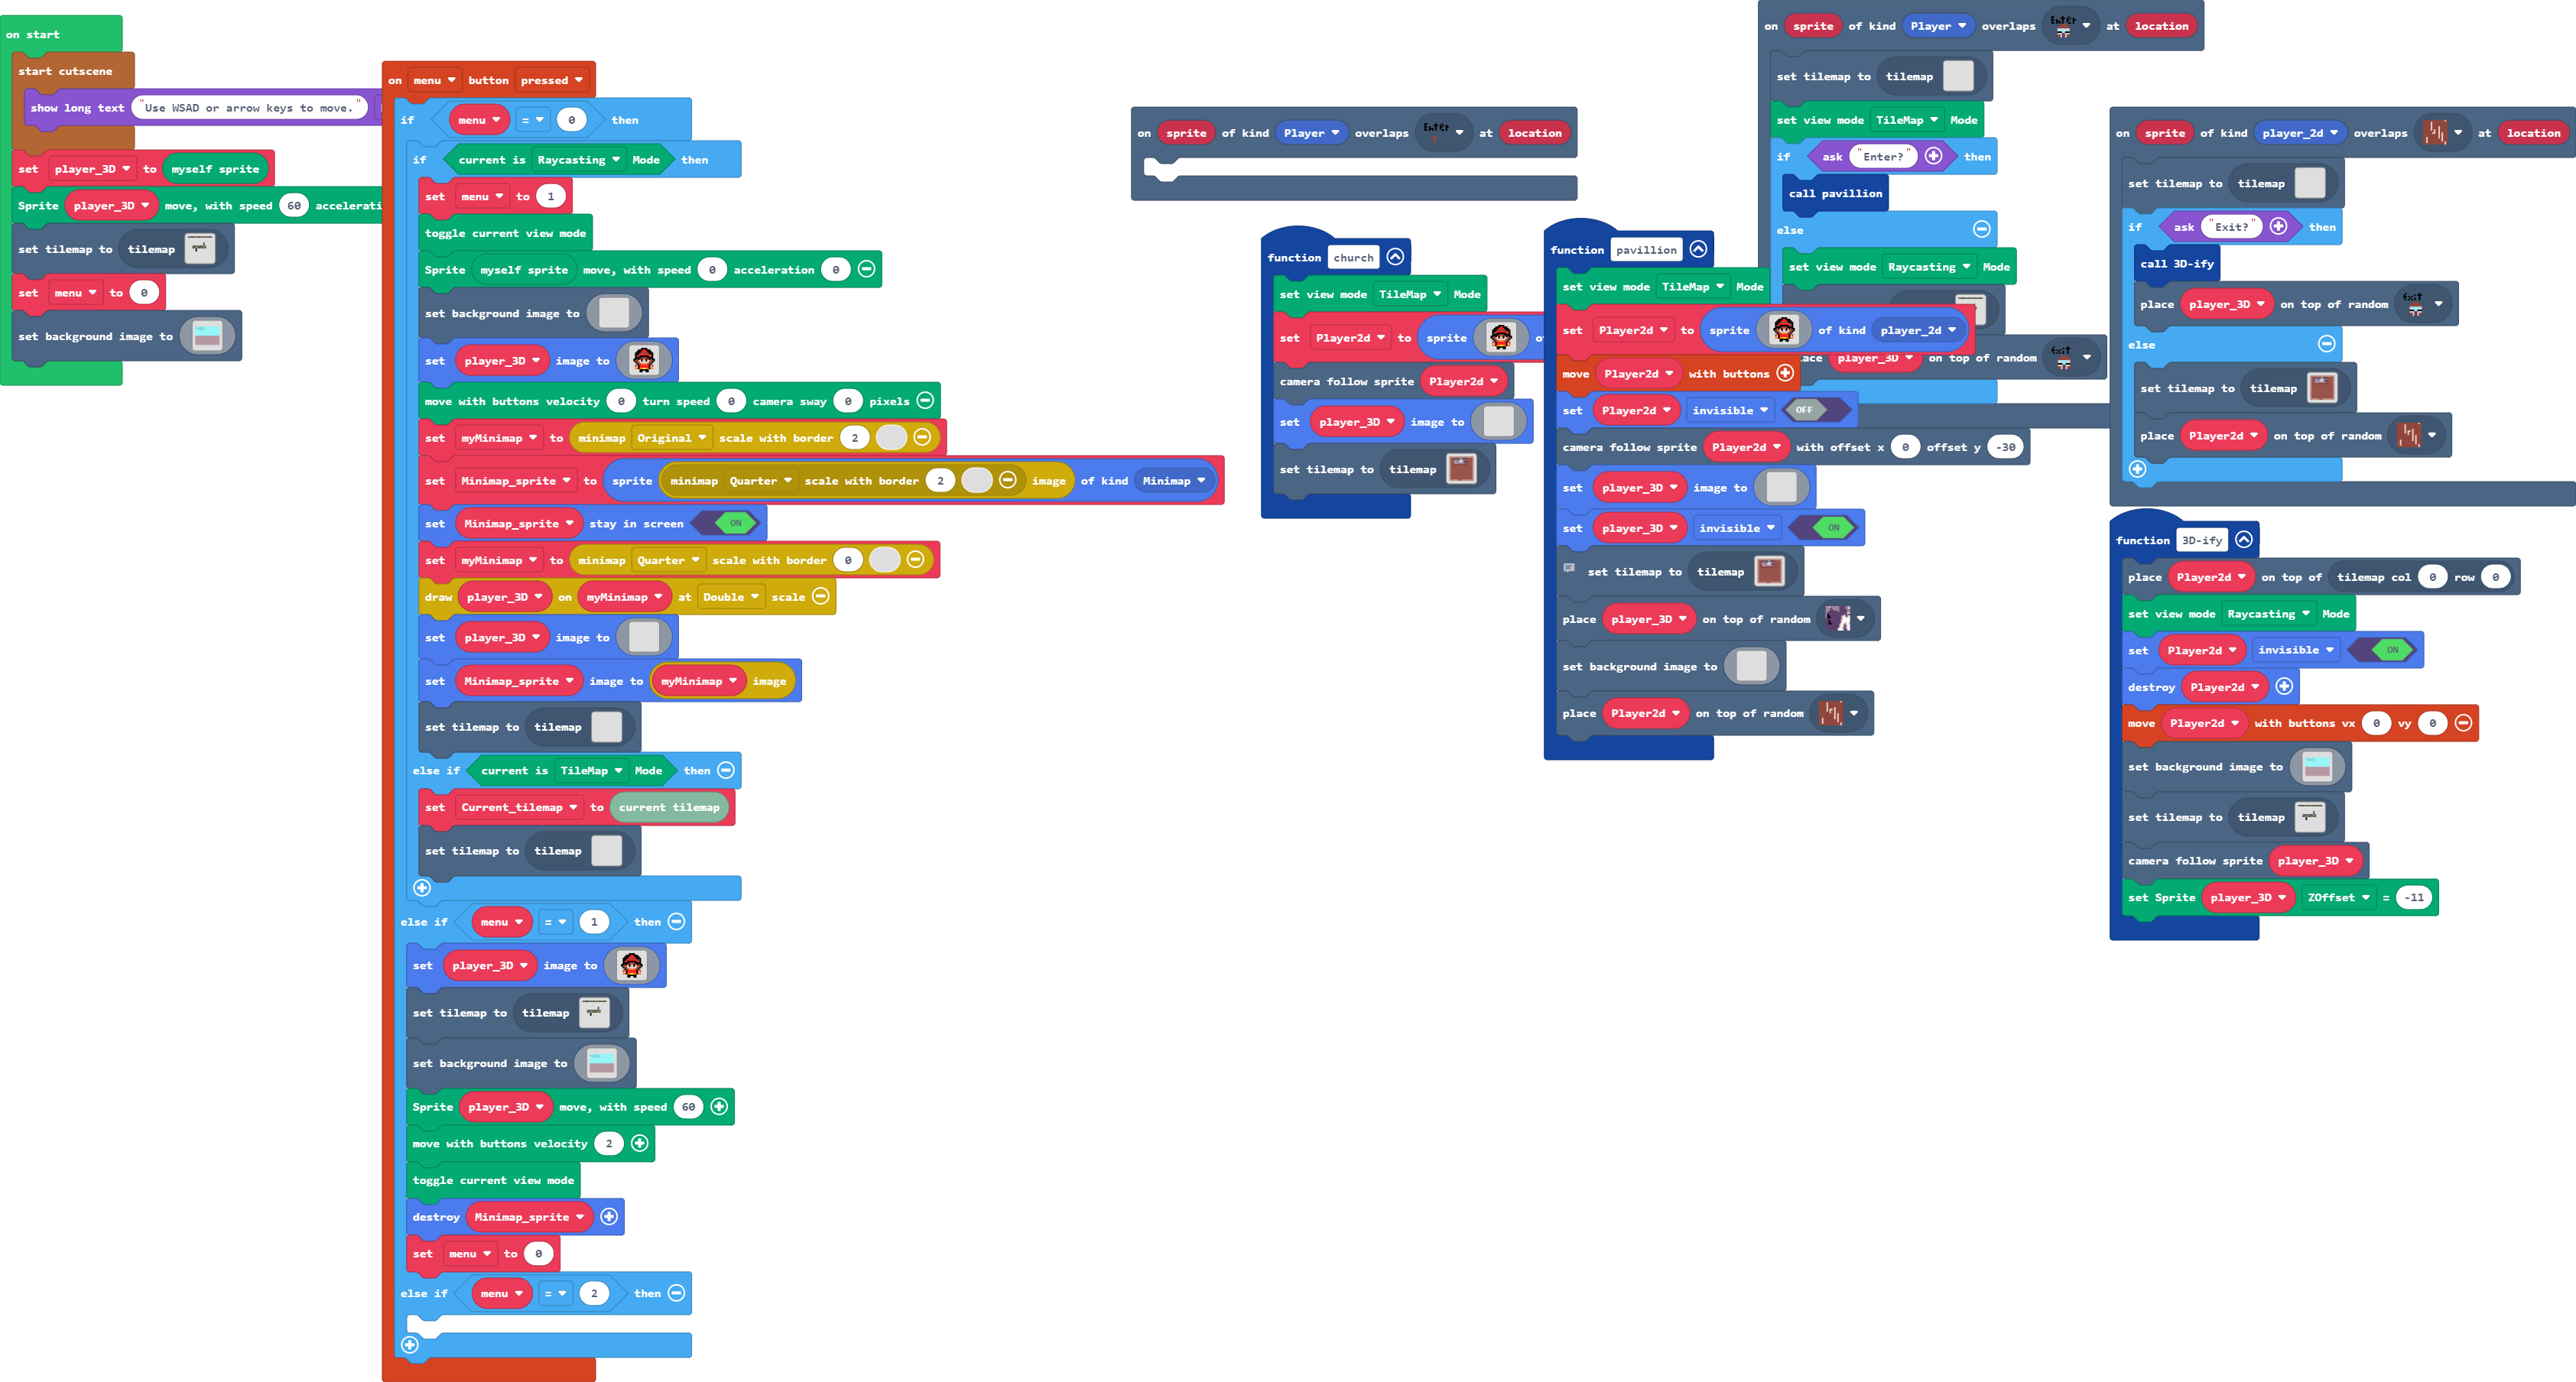 on start
start cutscene
show long text "Use WSAD or arrow keys to move."
set player_3D to myself sprite
Sprite player_3D move, with speed 60 accelerati
set tilemap to tilemap
set menu to 0
set background image to
on menu button pressed
if menu = 0 then
if current is Raycasting Mode then
set menu to 1
toggle current view mode
Sprite myself sprite move, with speed 0 acceleration 0
set background image to
set player_3D image to
move with buttons velocity 0 turn speed 0 camera sway 0 pixels
set myMinimap to minimap Original scale with border 2
set Minimap_sprite to sprite minimap Quarter scale with border 2 image of kind Minimap
set Minimap_sprite stay in screen ON
set myMinimap to minimap Quarter scale with border 0
draw player_3D on myMinimap at Double scale
set player_3D image to
set Minimap_sprite image to myMinimap image
set tilemap to tilemap
else if current is TileMap Mode then
set Current_tilemap to current tilemap
set tilemap to tilemap
else if menu = 1 then
set player_3D image to
set tilemap to tilemap
set background image to
Sprite player_3D move, with speed 60
move with buttons velocity 2
toggle current view mode
destroy Minimap_sprite
set menu to 0
else if menu = 2 then
on sprite of kind Player overlaps Enter at location
function church
set view mode TileMap Mode
set Player2d to sprite
camera follow sprite Player2d
set player_3D image to
set tilemap to tilemap
function pavillion
set view mode TileMap Mode
set Player2d to sprite of kind player_2d
move Player2d with buttons
set Player2d invisible OFF
camera follow sprite Player2d with offset x 0 offset y -30
set player_3D image to
set player_3D invisible ON
set tilemap to tilemap
place player_3D on top of random
set background image to
place Player2d on top of random
on sprite of kind Player overlaps Enter at location
set tilemap to tilemap
set view mode TileMap Mode
if ask "Enter?" then
call pavillion
else
set view mode Raycasting Mode
lace player_3D on top of random Exit
on sprite of kind player_2d overlaps at location
set tilemap to tilemap
if ask "Exit?" then
call 3D-ify
place player_3D on top of random Exit
else
set tilemap to tilemap
place Player2d on top of random
function 3D-ify
place Player2d on top of tilemap col 0 row 0
set view mode Raycasting Mode
set Player2d invisible ON
destroy Player2d
move Player2d with buttons vx 0 vy 0
set background image to
set tilemap to tilemap
camera follow sprite player_3D
set Sprite player_3D ZOffset = -11